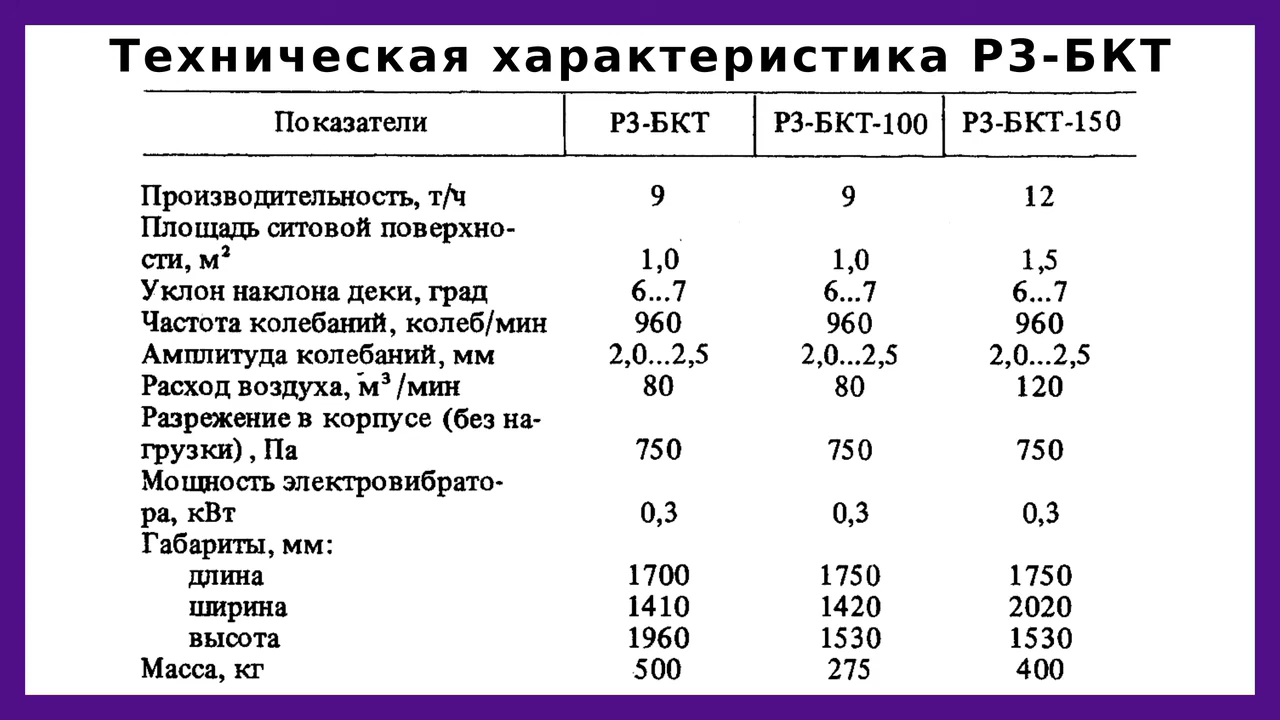 Техническая характеристика РЗ-БКТ
Показатели РЗ-БКТ РЗ-БКТ-100 РЗ-БКТ-150
Производительность, т/ч 9 9 12
Площадь ситовой поверхно-
сти, м² 1,0 1,0 1,5
Уклон наклона деки, град 6...7 6...7 6...7
Частота колебаний, колеб/мин 960 960 960
Амплитуда колебаний, мм 2,0...2,5 2,0...2,5 2,0...2,5
Расход воздуха, м³/мин 80 80 120
Разрежение в корпусе (без на-
грузки), Па 750 750 750
Мощность электровибрато-
ра, кВт 0,3 0,3 0,3
Габариты, мм:
длина 1700 1750 1750
ширина 1410 1420 2020
высота 1960 1530 1530
Масса, кг 500 275 400